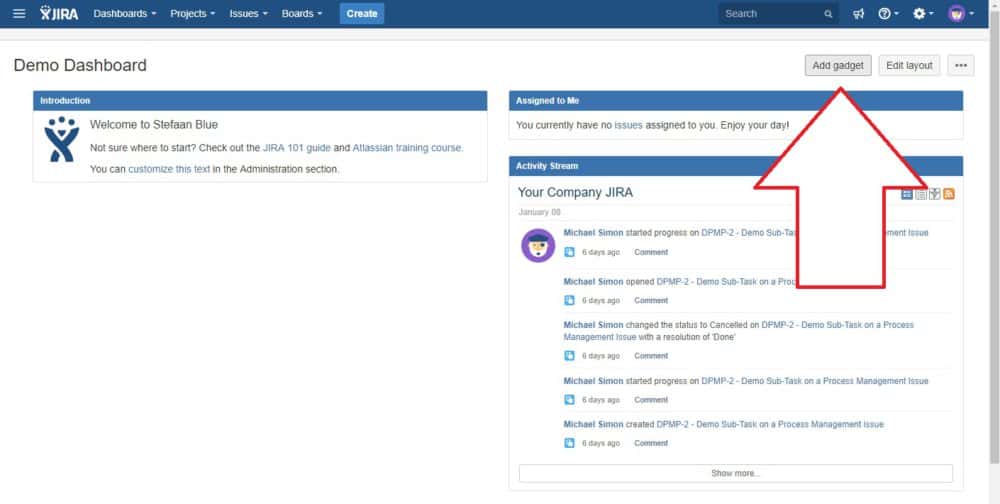 JIRA Dashboards Projects Issues Boards Create Search
Demo Dashboard
Add gadget Edit layout
Introduction
Welcome to Stefaan Blue
Not sure where to start? Check out the JIRA 101 guide and Atlassian training course.
You can customize this text in the Administration section.
Assigned to Me
You currently have no issues assigned to you. Enjoy your day!
Activity Stream
Your Company JIRA
January 08
Michael Simon started progress on DPMP-2 - Demo Sub-Ta ment Issue
6 days ago Comment
Michael Simon opened DPMP-2 - Demo Sub-Task on a Proc
6 days ago Comment
Michael Simon changed the status to Cancelled on DPMP-2 - Demo Sub-Task on a Process
Management Issue with a resolution of 'Done'
6 days ago Comment
Michael Simon started progress on DPMP-2 - Demo Sub-Task on a Process Management Issue
6 days ago Comment
Michael Simon created DPMP-2 - Demo Sub-Task on a Process Management Issue
6 days ago Comment
Show more...